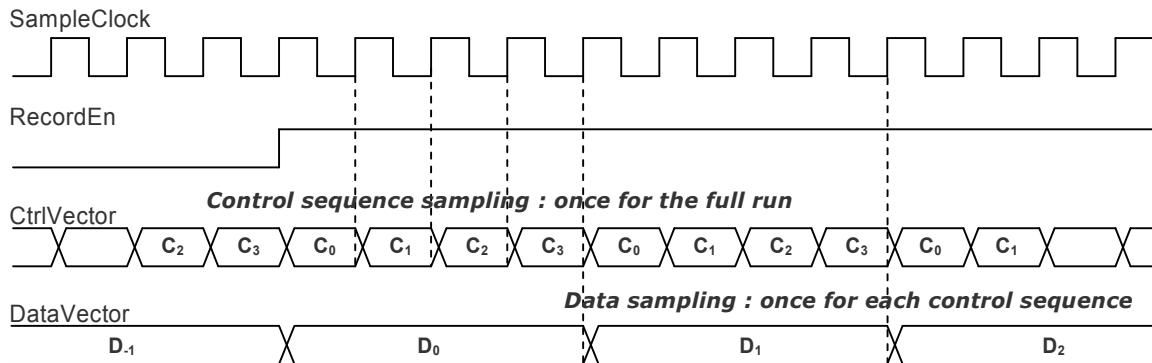 SampleClock
RecordEn
Control sequence sampling : once for the full run
CtrlVector
C₂ C₃ C₀ C₁ C₂ C₃ C₀ C₁ C₂ C₃ C₀ C₁
Data sampling : once for each control sequence
DataVector
D₋₁ D₀ D₁ D₂